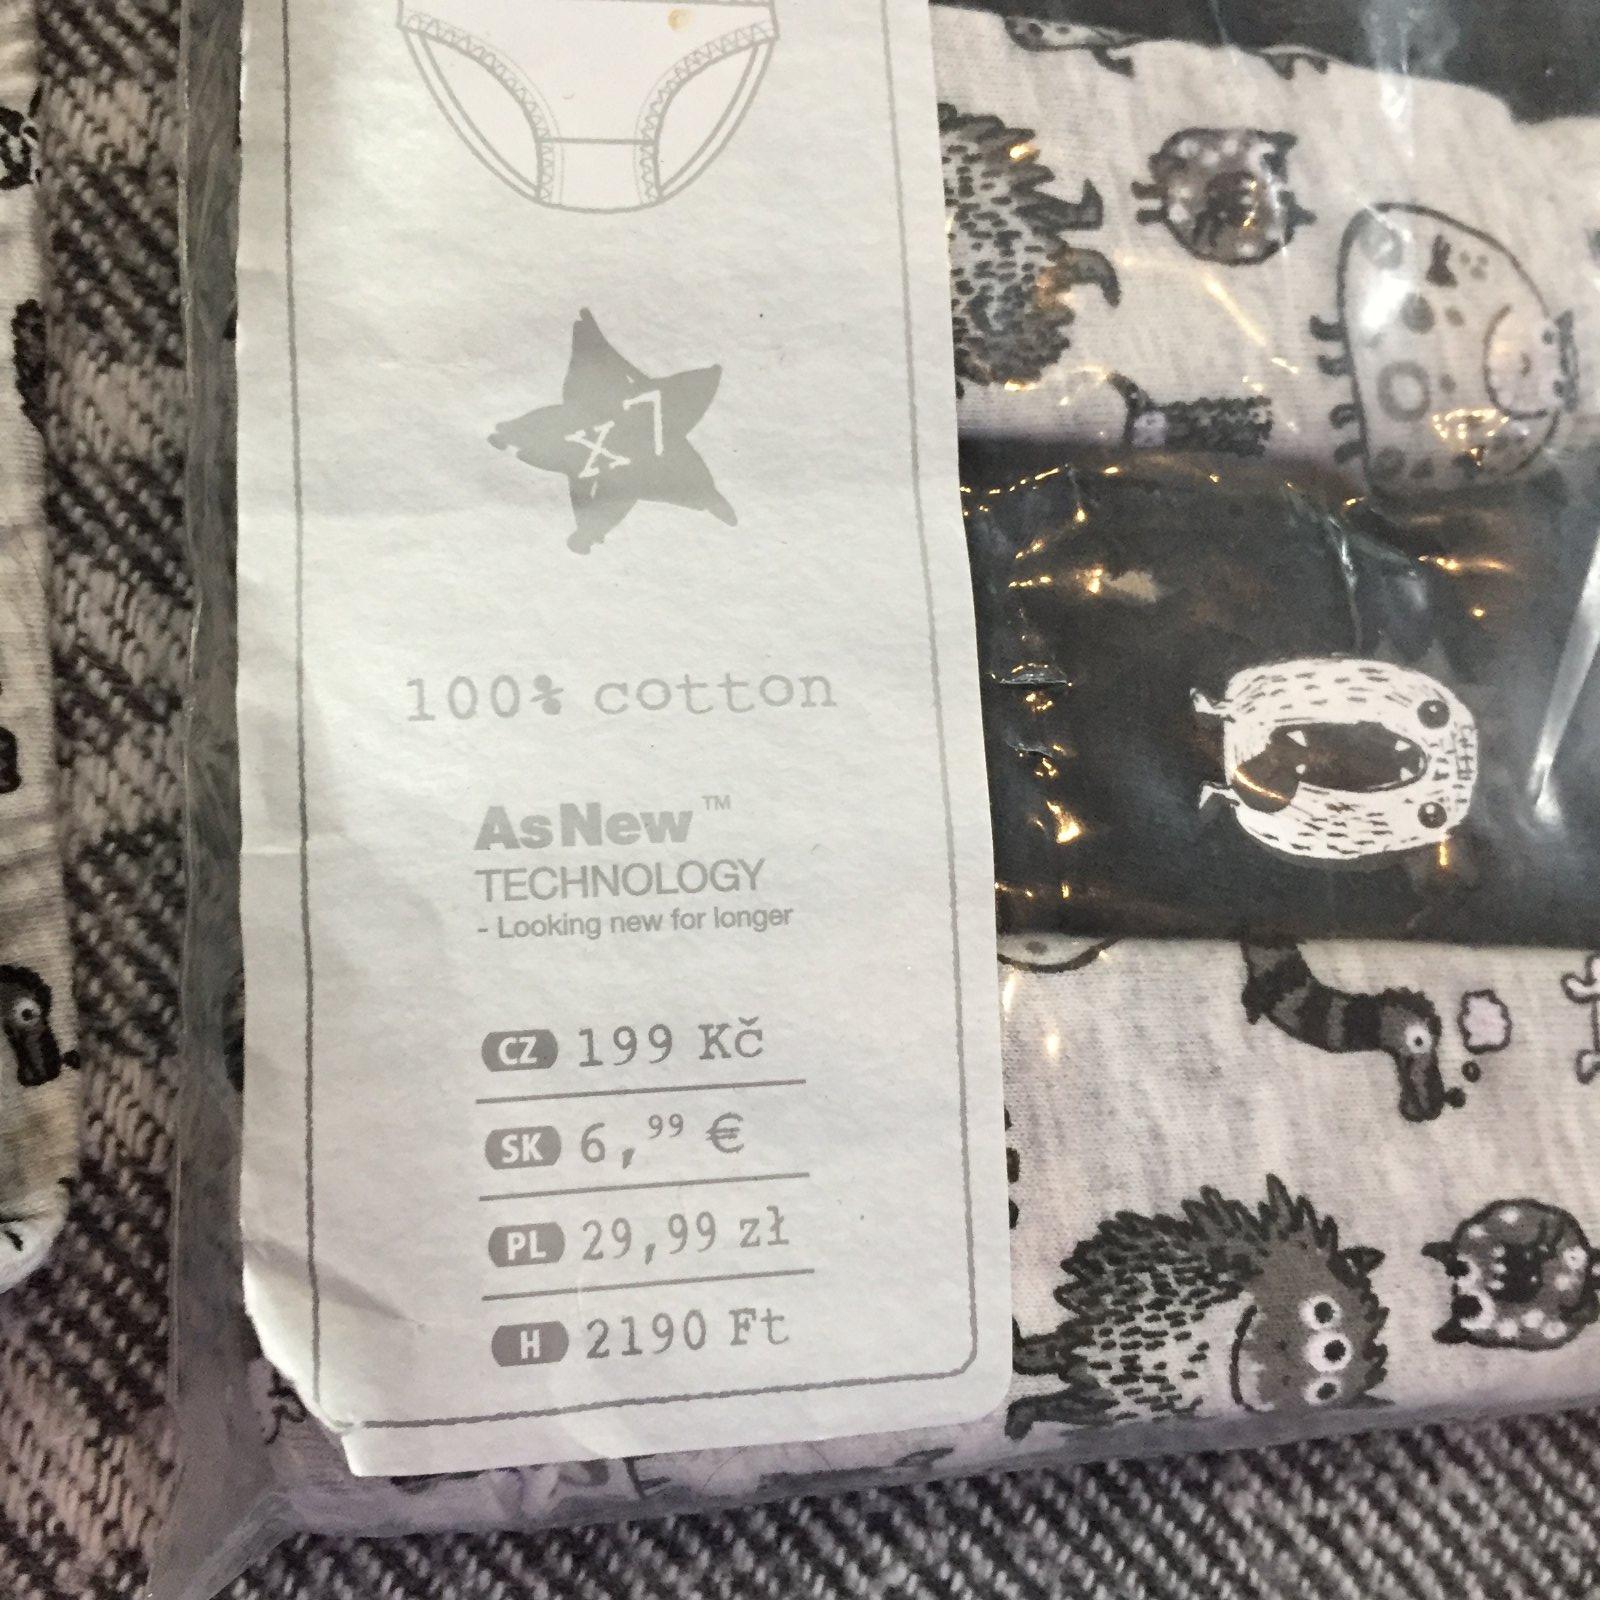 x7
100% cotton
AsNew™
TECHNOLOGY
- Looking new for longer
CZ 199 Kč
SK 6,99 €
PL 29,99 zł
H 2190 Ft